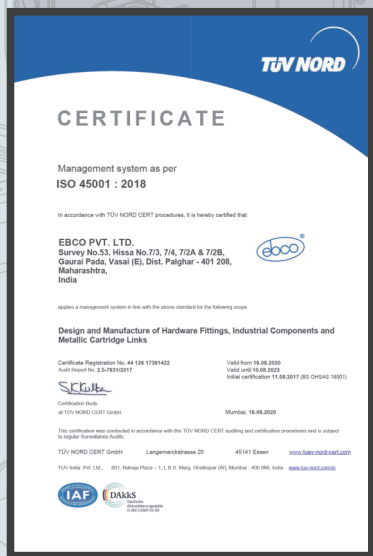 TÜV NORD
CERTIFICATE
Management system as per
ISO 45001 : 2018
In accordance with TÜV NORD CERT procedures, it is hereby certified that
EBCO PVT. LTD.
Survey No.53, Hissa No.7/3, 7/4, 7/2A & 7/2B,
Gaurai Pada, Vasai (E), Dist. Palghar - 401 208,
Maharashtra,
India
ebco®
applies a management system in line with the above standard for the following scope
Design and Manufacture of Hardware Fittings, Industrial Components and
Metallic Cartridge Links
Certificate Registration No. 44 126 17391422
Audit Report No. 2.5-7831/2017
Valid from 16.08.2020
Valid until 10.08.2023
Initial certification 11.08.2017 (BS OHSAS 18001)
Certification Body
at TÜV NORD CERT GmbH
Mumbai, 16.09.2020
This certification was conducted in accordance with the TÜV NORD CERT auditing and certification procedures and is subject
to regular Surveillance Audits.
TÜV NORD CERT GmbH Langemarckstrasse 20 45141 Essen www.tuev-nord-cert.com
TÜV India Pvt. Ltd., 801, Raheja Plaza – 1, L.B.S. Marg, Ghatkopar (W), Mumbai - 400 086, India www.tuv-nord.com/in
IAF
DAkkS
Deutsche
Akkreditierungsstelle